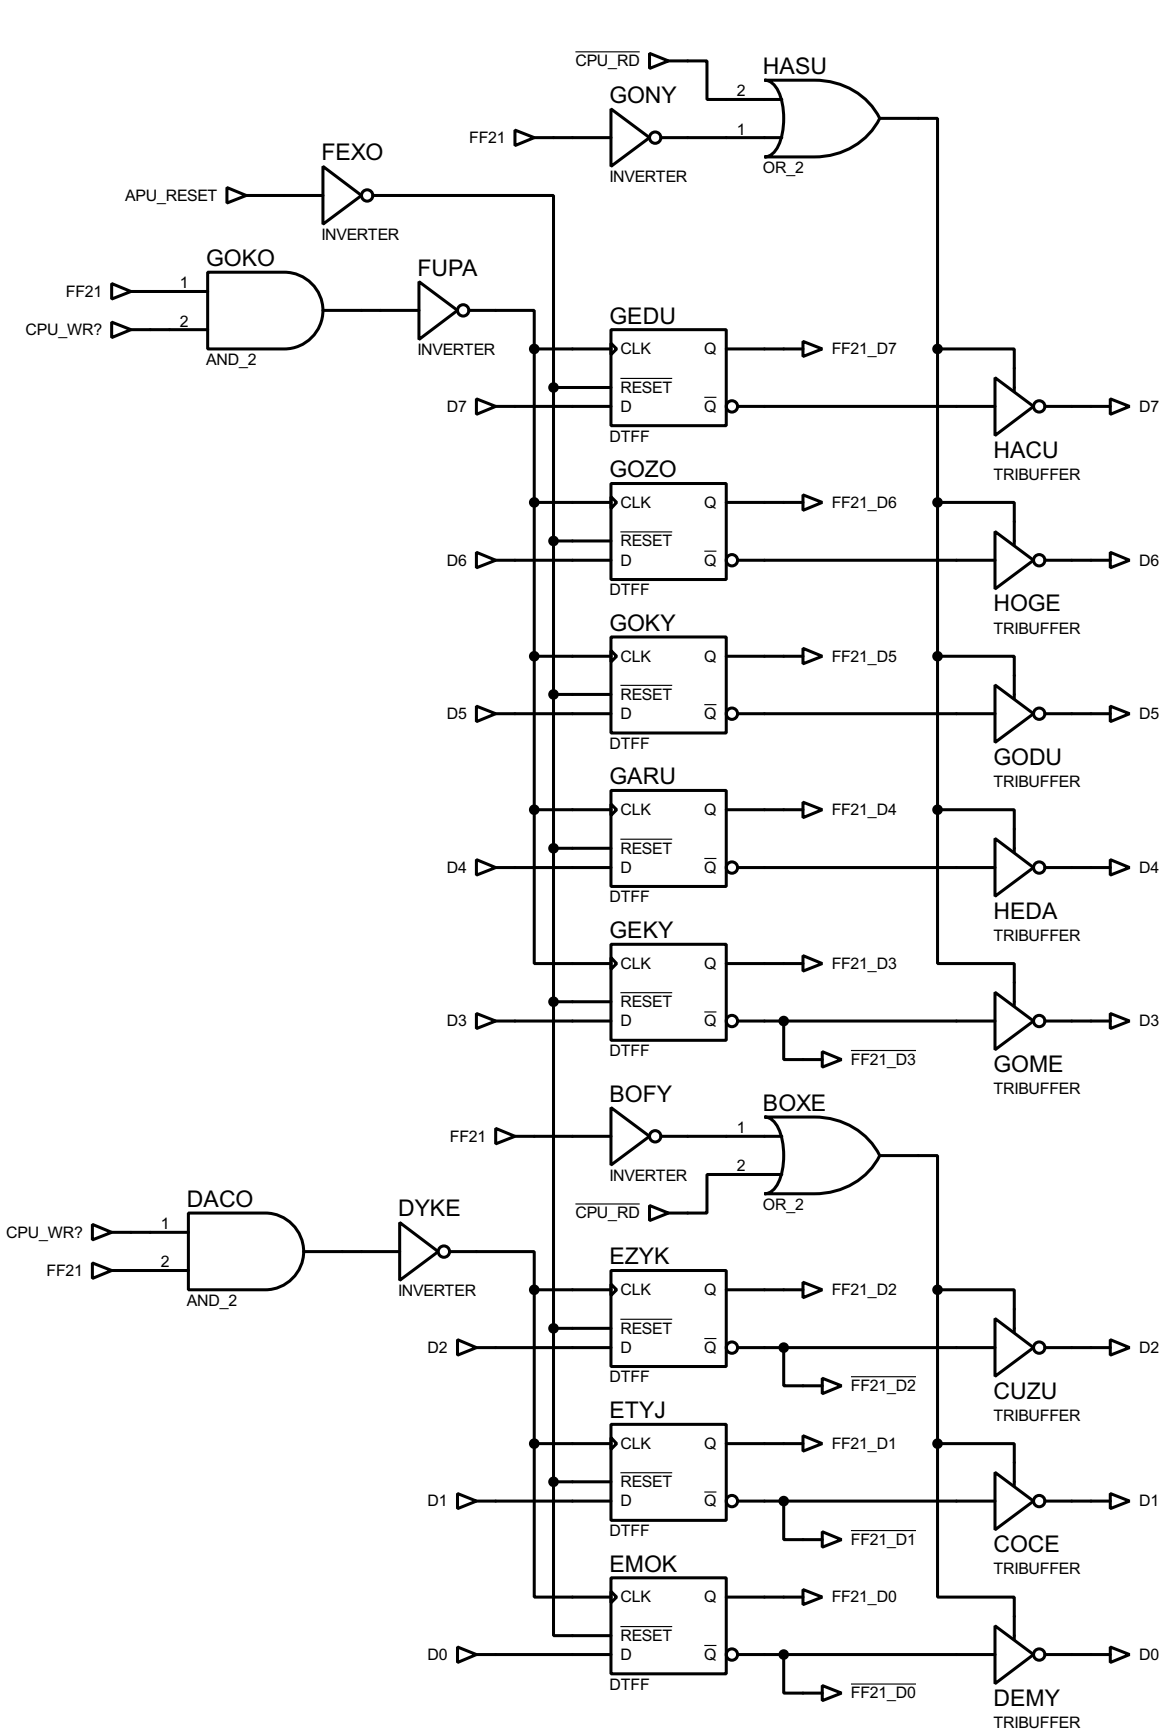 CPU_RD
HASU
GONY
2
FF21
1
INVERTER
OR_2
FEXO
APU_RESET
INVERTER
GOKO
FUPA
FF21
1
CPU_WR?
2
AND_2
INVERTER
GEDU
CLK Q FF21_D7
RESET
D7 D Q D7
DTFF
HACU
TRIBUFFER
GOZO
CLK Q FF21_D6
RESET
D6 D Q D6
DTFF
HOGE
TRIBUFFER
GOKY
CLK Q FF21_D5
RESET
D5 D Q D5
DTFF
GODU
TRIBUFFER
GARU
CLK Q FF21_D4
RESET
D4 D Q D4
DTFF
HEDA
TRIBUFFER
GEKY
CLK Q FF21_D3
RESET
D3 D Q D3
DTFF
FF21_D3
GOME
TRIBUFFER
BOFY
BOXE
FF21
1
2
INVERTER
CPU_RD
OR_2
DACO
DYKE
CPU_WR?
1
FF21
2
AND_2
INVERTER
EZYK
CLK Q FF21_D2
RESET
D2 D Q D2
DTFF
FF21_D2
CUZU
TRIBUFFER
ETYJ
CLK Q FF21_D1
RESET
D1 D Q D1
DTFF
FF21_D1
COCE
TRIBUFFER
EMOK
CLK Q FF21_D0
RESET
D0 D Q D0
DTFF
FF21_D0
DEMY
TRIBUFFER